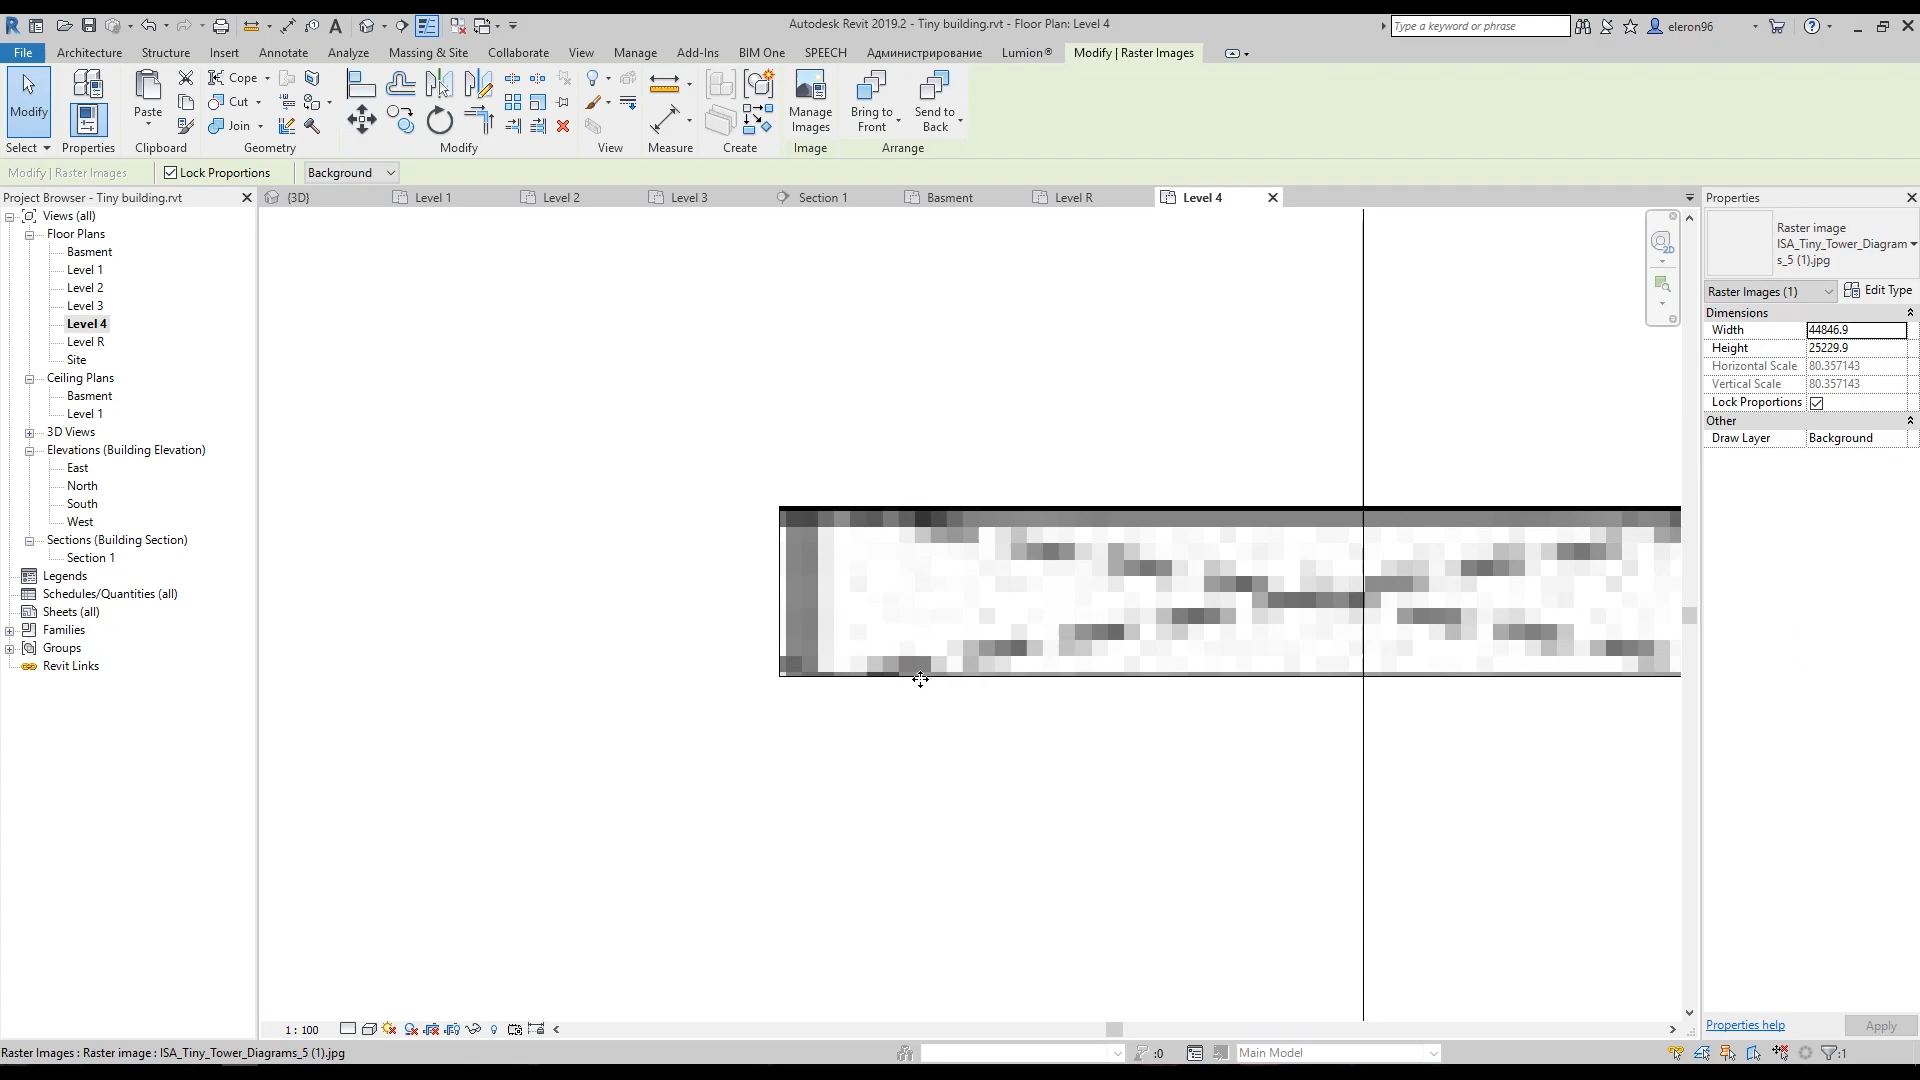 Autodesk Revit 2019.2 - Tiny building.rvt - Floor Plan: Level 4
Type a keyword or phrase
eleron96
File Architecture Structure Insert Annotate Analyze Massing & Site Collaborate View Manage Add-Ins BIM One SPEECH Администрирование Lumion® Modify | Raster Images
Modify
Paste
Cope
Cut
Join
Manage Images
Bring to Front
Send to Back
Select Properties Clipboard Geometry Modify View Measure Create Image Arrange
Modify | Raster Images Lock Proportions Background
Project Browser - Tiny building.rvt
{3D} Level 1 Level 2 Level 3 Section 1 Basment Level R Level 4
Views (all)
Floor Plans
Basment
Level 1
Level 2
Level 3
Level 4
Level R
Site
Ceiling Plans
Basment
Level 1
3D Views
Elevations (Building Elevation)
East
North
South
West
Sections (Building Section)
Section 1
Legends
Schedules/Quantities (all)
Sheets (all)
Families
Groups
Revit Links
2D
Properties
Raster image
ISA_Tiny_Tower_Diagram
s_5 (1).jpg
Raster Images (1) Edit Type
Dimensions
Width 44846.9
Height 25229.9
Horizontal Scale 80.357143
Vertical Scale 80.357143
Lock Proportions
Other
Draw Layer Background
Properties help Apply
1 : 100
Raster Images : Raster image : ISA_Tiny_Tower_Diagrams_5 (1).jpg
:0 Main Model :1